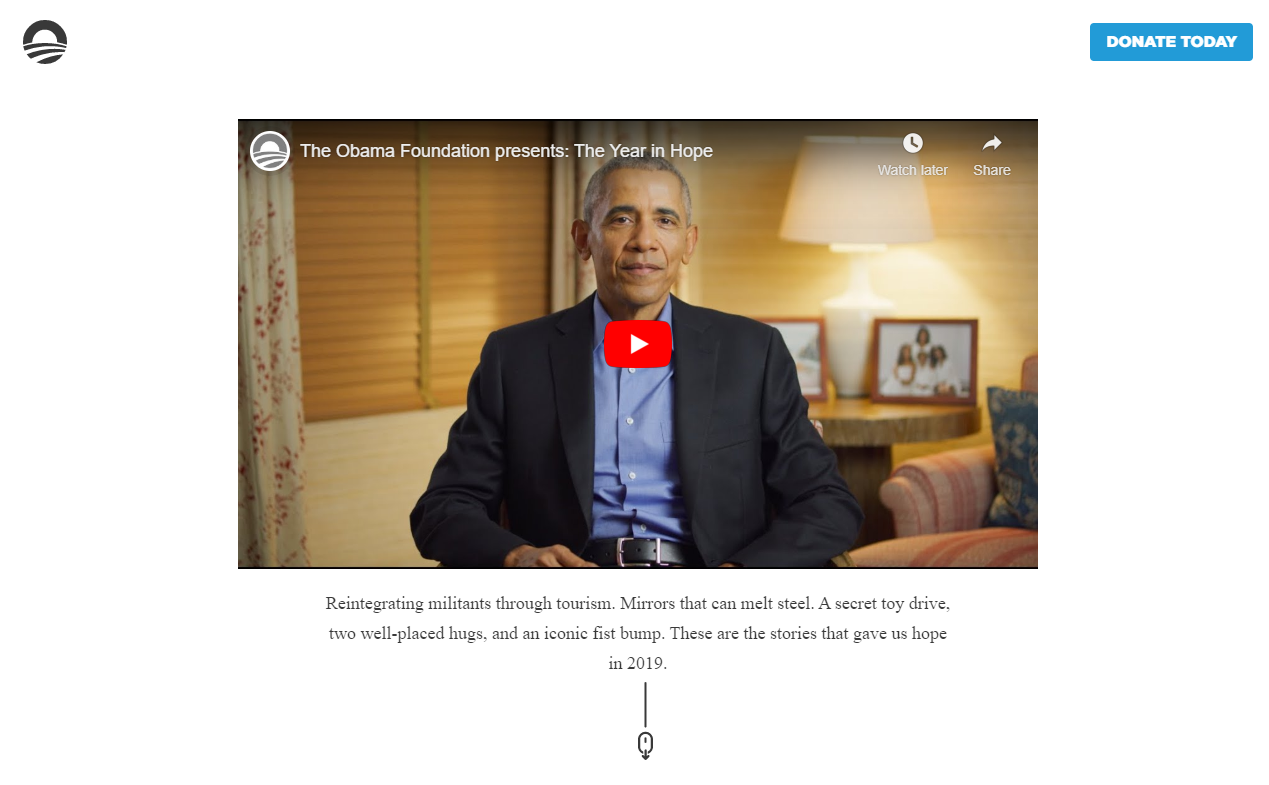 DONATE TODAY
The Obama Foundation presents: The Year in Hope
Watch later
Share
Reintegrating militants through tourism. Mirrors that can melt steel. A secret toy drive,
two well-placed hugs, and an iconic fist bump. These are the stories that gave us hope
in 2019.